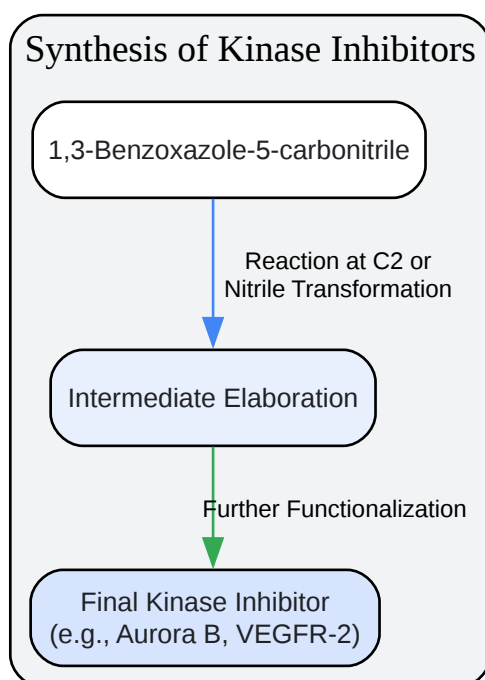 Synthesis of Kinase Inhibitors
1,3-Benzoxazole-5-carbonitrile
Reaction at C2 or
Nitrile Transformation
Intermediate Elaboration
Further Functionalization
Final Kinase Inhibitor
(e.g., Aurora B, VEGFR-2)